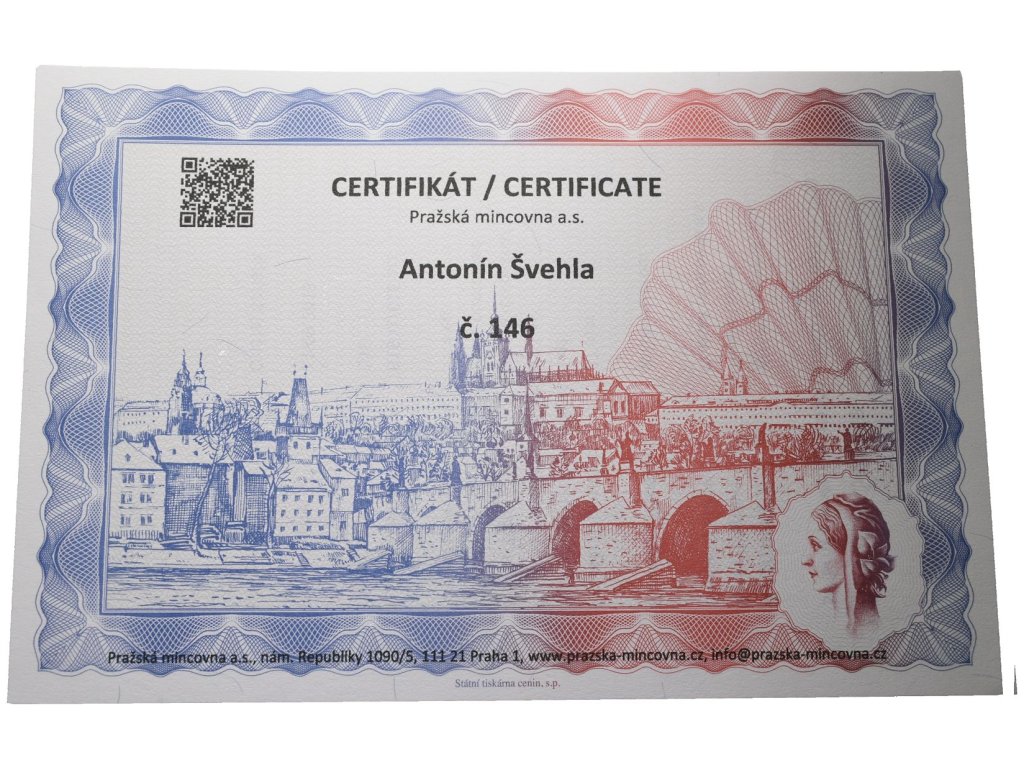 CERTIFIKÁT / CERTIFICATE
Pražská mincovna a.s.
Antonín Švehla
č. 146
Pražská mincovna a.s., nám. Republiky 1090/5, 111 21 Praha 1, www.prazska-mincovna.cz, info@prazska-mincovna.cz
Státní tiskárna cenin, s.p.